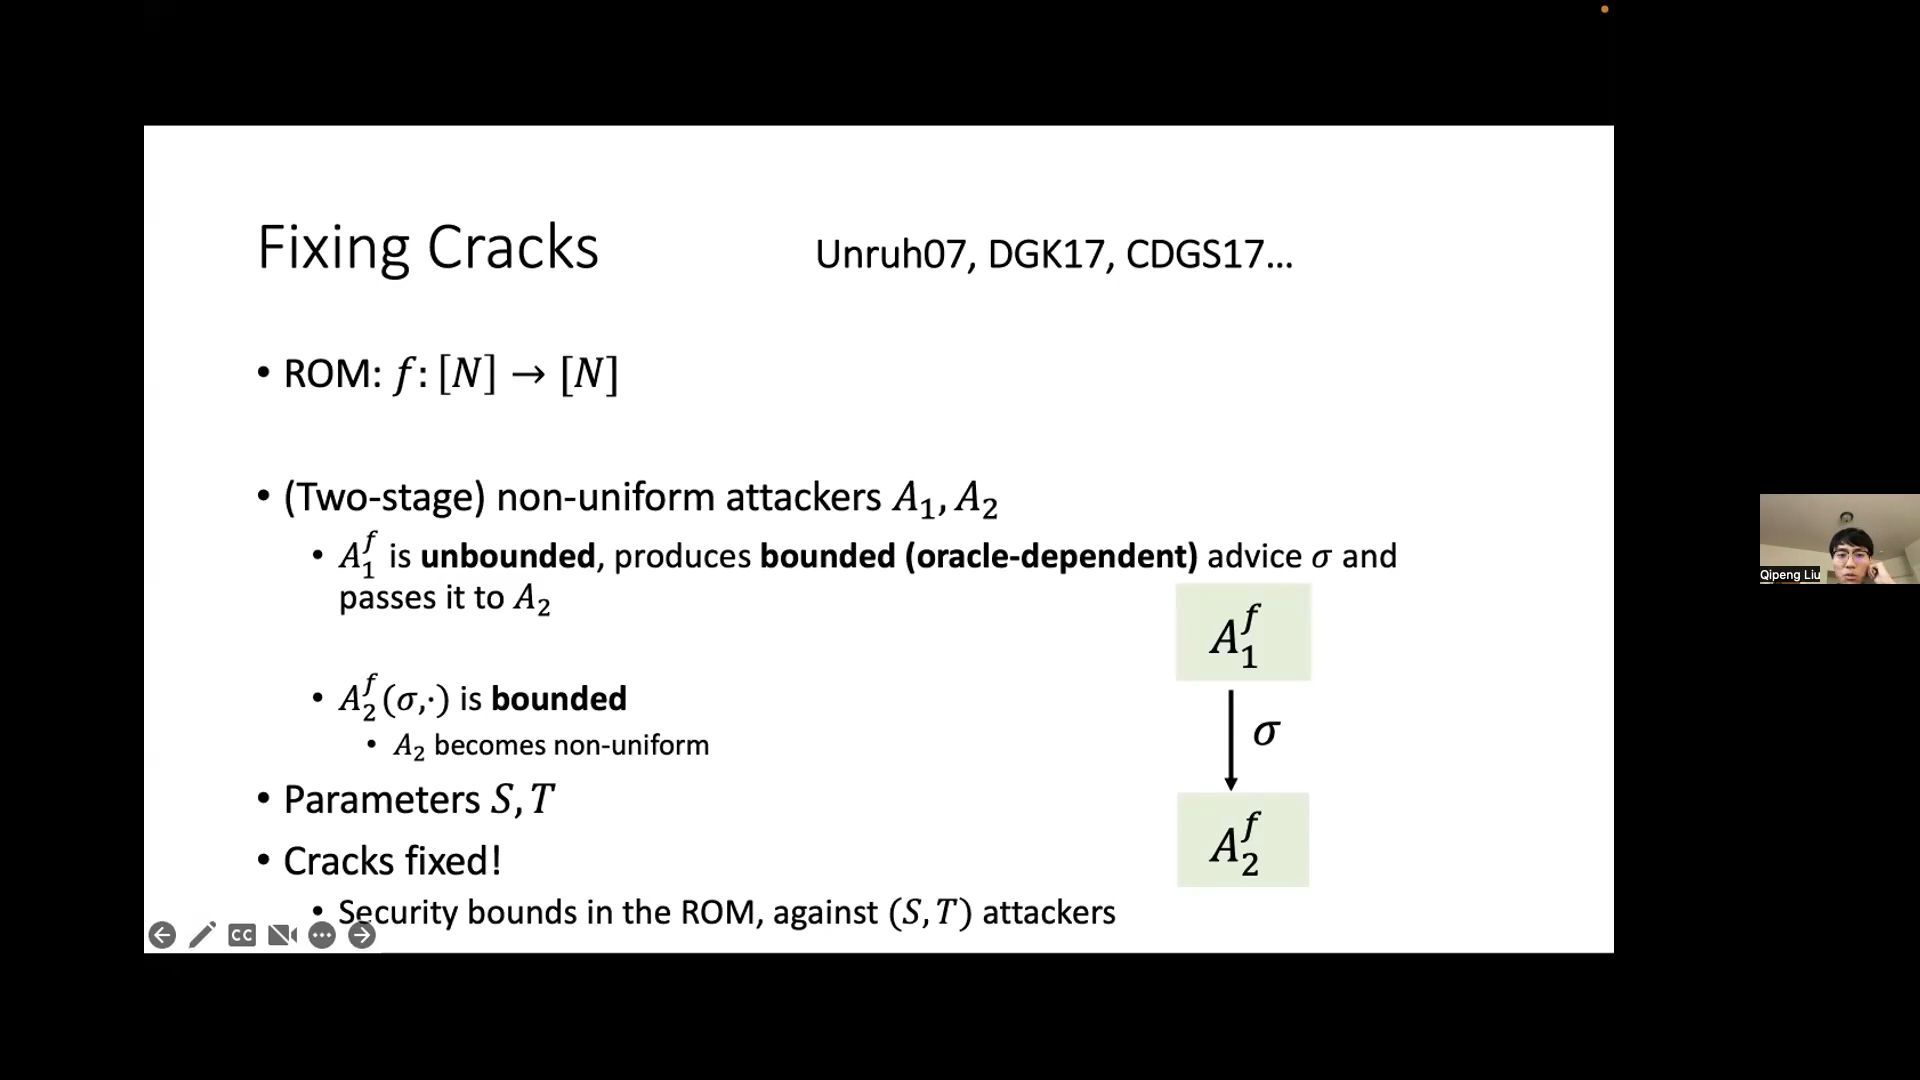 Fixing Cracks
Unruh07, DGK17, CDGS17...
• ROM: f: [N] → [N]
• (Two-stage) non-uniform attackers A₁, A₂
• A₁ᶠ is unbounded, produces bounded (oracle-dependent) advice σ and
passes it to A₂
A₁ᶠ
• A₂ᶠ(σ,·) is bounded
σ
• A₂ becomes non-uniform
• Parameters S, T
A₂ᶠ
• Cracks fixed!
• Security bounds in the ROM, against (S, T) attackers
CC
Qipeng Liu